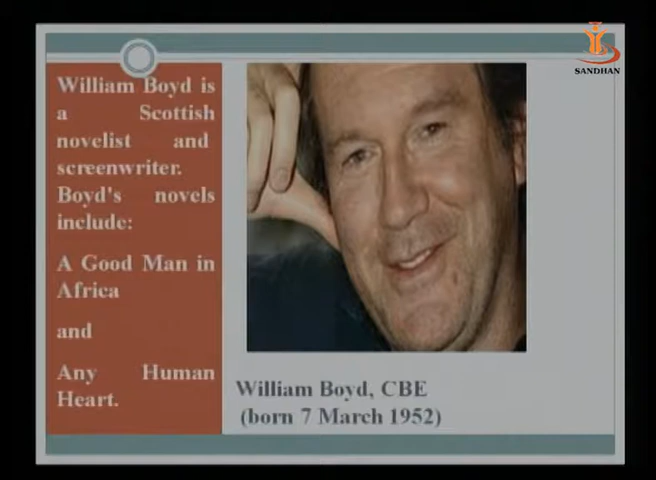 SANDHAN
William Boyd is
a Scottish
novelist and
screenwriter.
Boyd's novels
include:
A Good Man in
Africa
and
Any Human
Heart.
William Boyd, CBE
(born 7 March 1952)